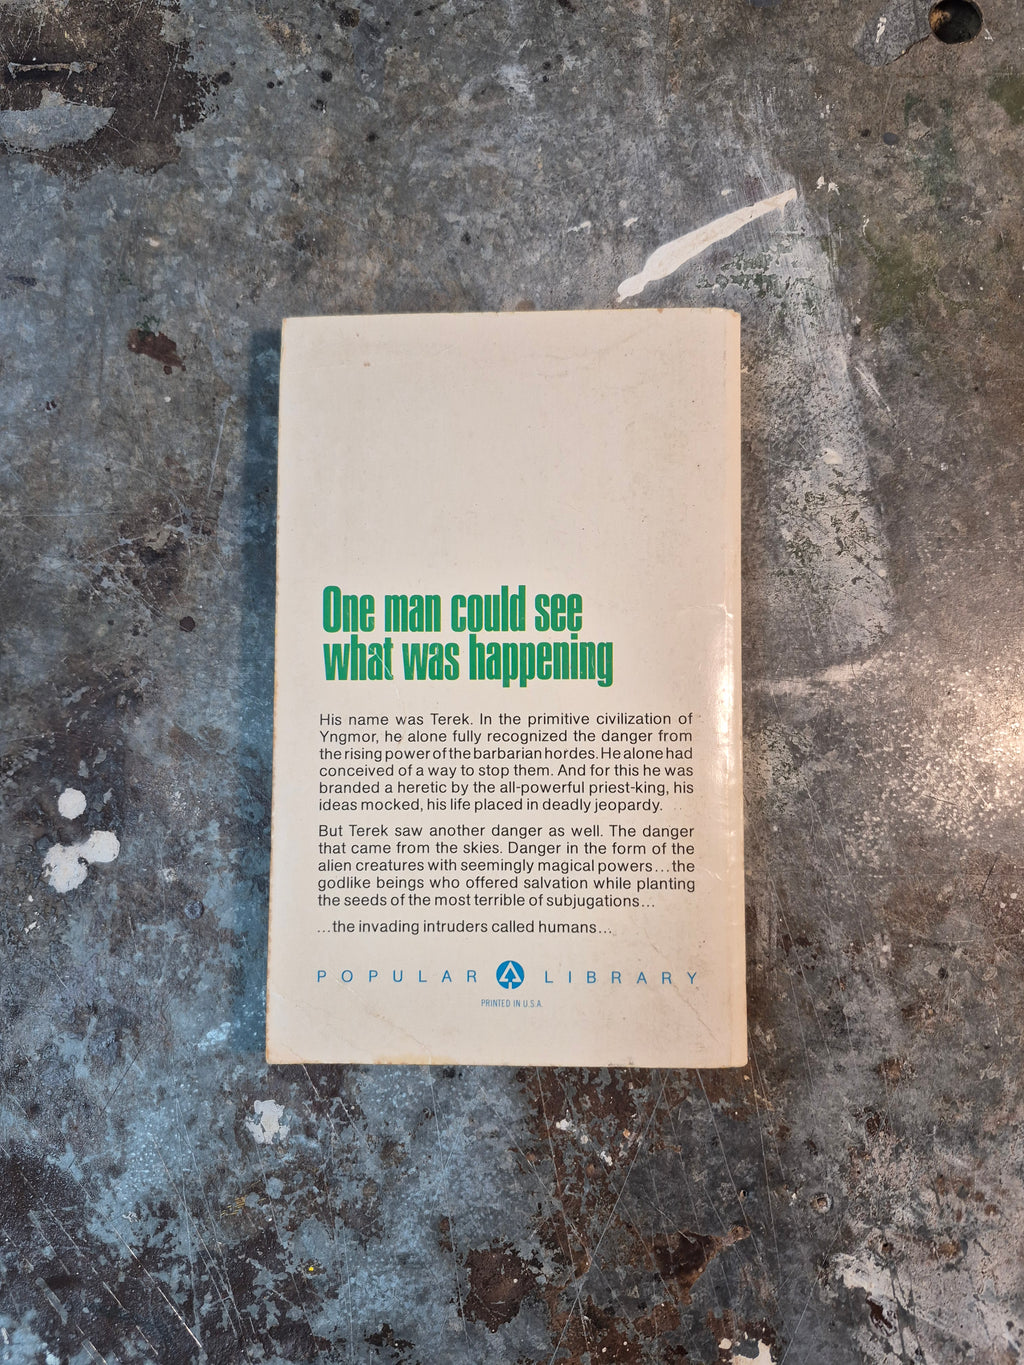 One man could see
what was happening
His name was Terek. In the primitive civilization of
Yngmor, he alone fully recognized the danger from
the rising power of the barbarian hordes. He alone had
conceived of a way to stop them. And for this he was
branded a heretic by the all-powerful priest-king, his
ideas mocked, his life placed in deadly jeopardy.
But Terek saw another danger as well. The danger
that came from the skies. Danger in the form of the
alien creatures with seemingly magical powers...the
godlike beings who offered salvation while planting
the seeds of the most terrible of subjugations...
...the invading intruders called humans...
POPULAR LIBRARY
PRINTED IN U.S.A.